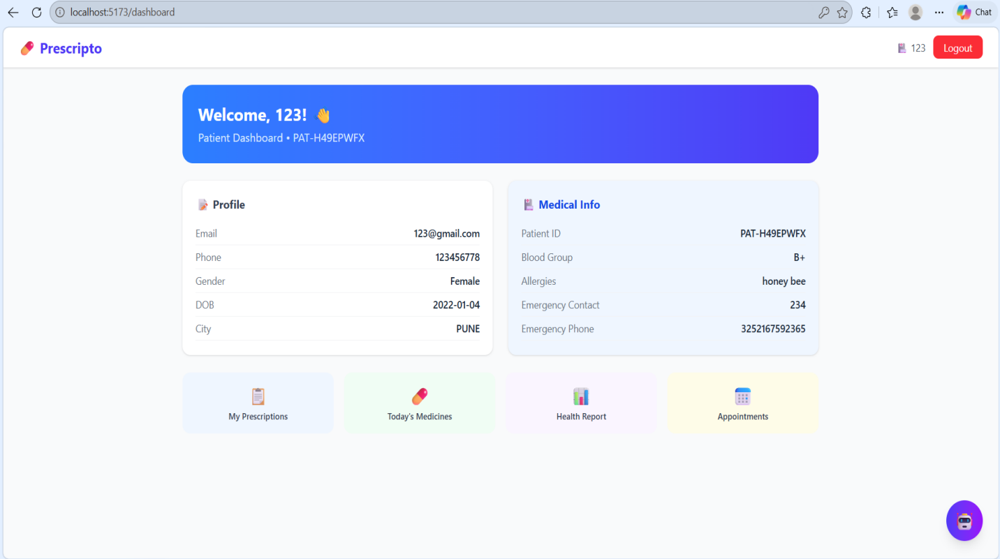 localhost:5173/dashboard
Chat
Prescripto
123
Logout
Welcome, 123! 👋
Patient Dashboard • PAT-H49EPWFX
Profile
Email 123@gmail.com
Phone 123456778
Gender Female
DOB 2022-01-04
City PUNE
Medical Info
Patient ID PAT-H49EPWFX
Blood Group B+
Allergies honey bee
Emergency Contact 234
Emergency Phone 3252167592365
My Prescriptions
Today's Medicines
Health Report
Appointments